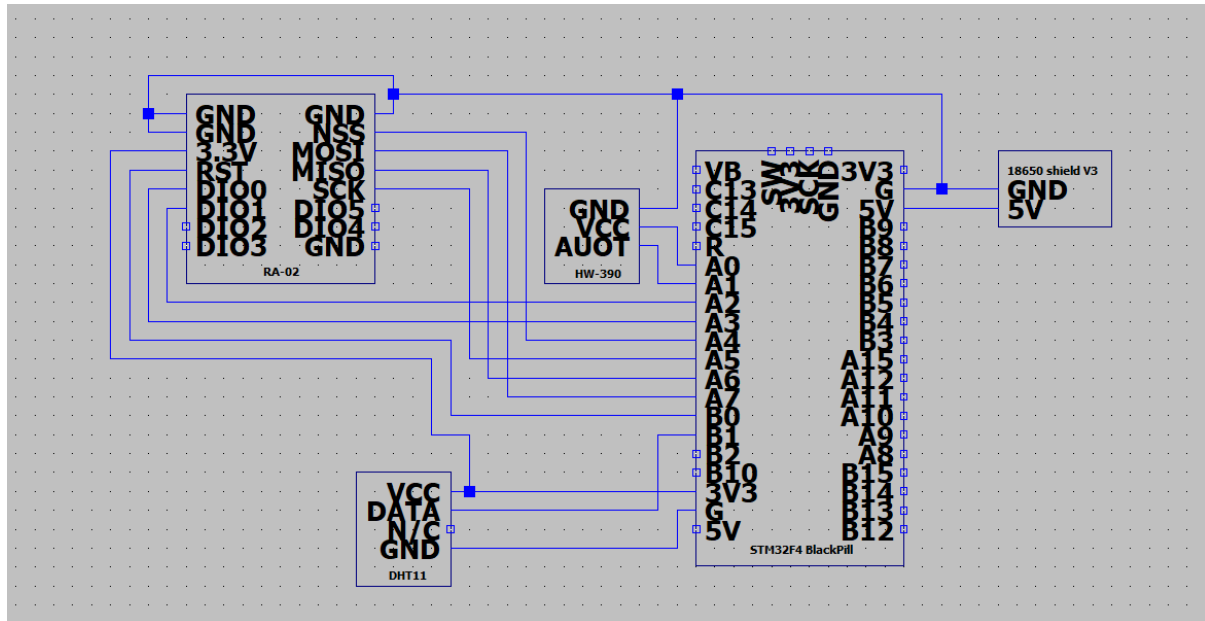 GND GND
GND NSS
3.3V MOSI
RST MISO
DIO0 SCK
DIO1 DIO5
DIO2 DIO4
DIO3 GND
RA-02
GND
VCC
AUOT
HW-390
SW 3V3 SCK GND
VB 3V3
C13 G
C14 5V
C15 B9
R B8
A0 B7
A1 B6
A2 B5
A3 B4
A4 B3
A5 A15
A6 A12
A7 A11
B0 A10
B1 A9
B2 A8
B10 B15
3V3 B14
G B13
5V B12
STM32F4 BlackPill
18650 shield V3
GND
5V
VCC
DATA
N/C
GND
DHT11